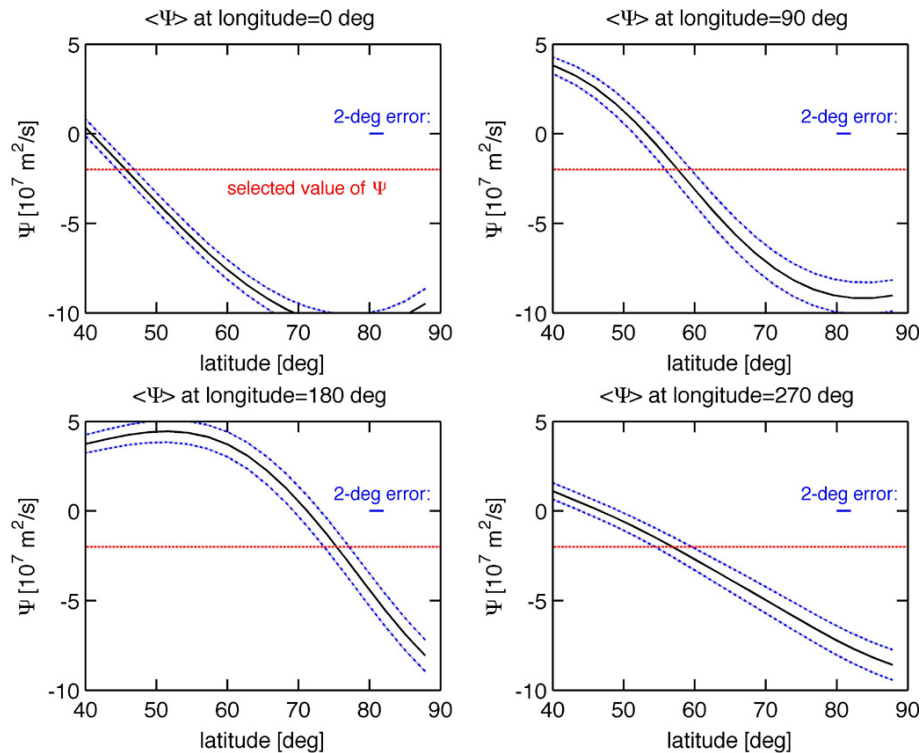 <Ψ> at longitude=0 deg
5
0
-5
-10
Ψ [10⁷ m²/s]
2-deg error:
selected value of Ψ
40 50 60 70 80 90
latitude [deg]
<Ψ> at longitude=90 deg
5
0
-5
-10
Ψ [10⁷ m²/s]
2-deg error:
40 50 60 70 80 90
latitude [deg]
<Ψ> at longitude=180 deg
5
0
-5
-10
Ψ [10⁷ m²/s]
2-deg error:
40 50 60 70 80 90
latitude [deg]
<Ψ> at longitude=270 deg
5
0
-5
-10
Ψ [10⁷ m²/s]
2-deg error:
40 50 60 70 80 90
latitude [deg]